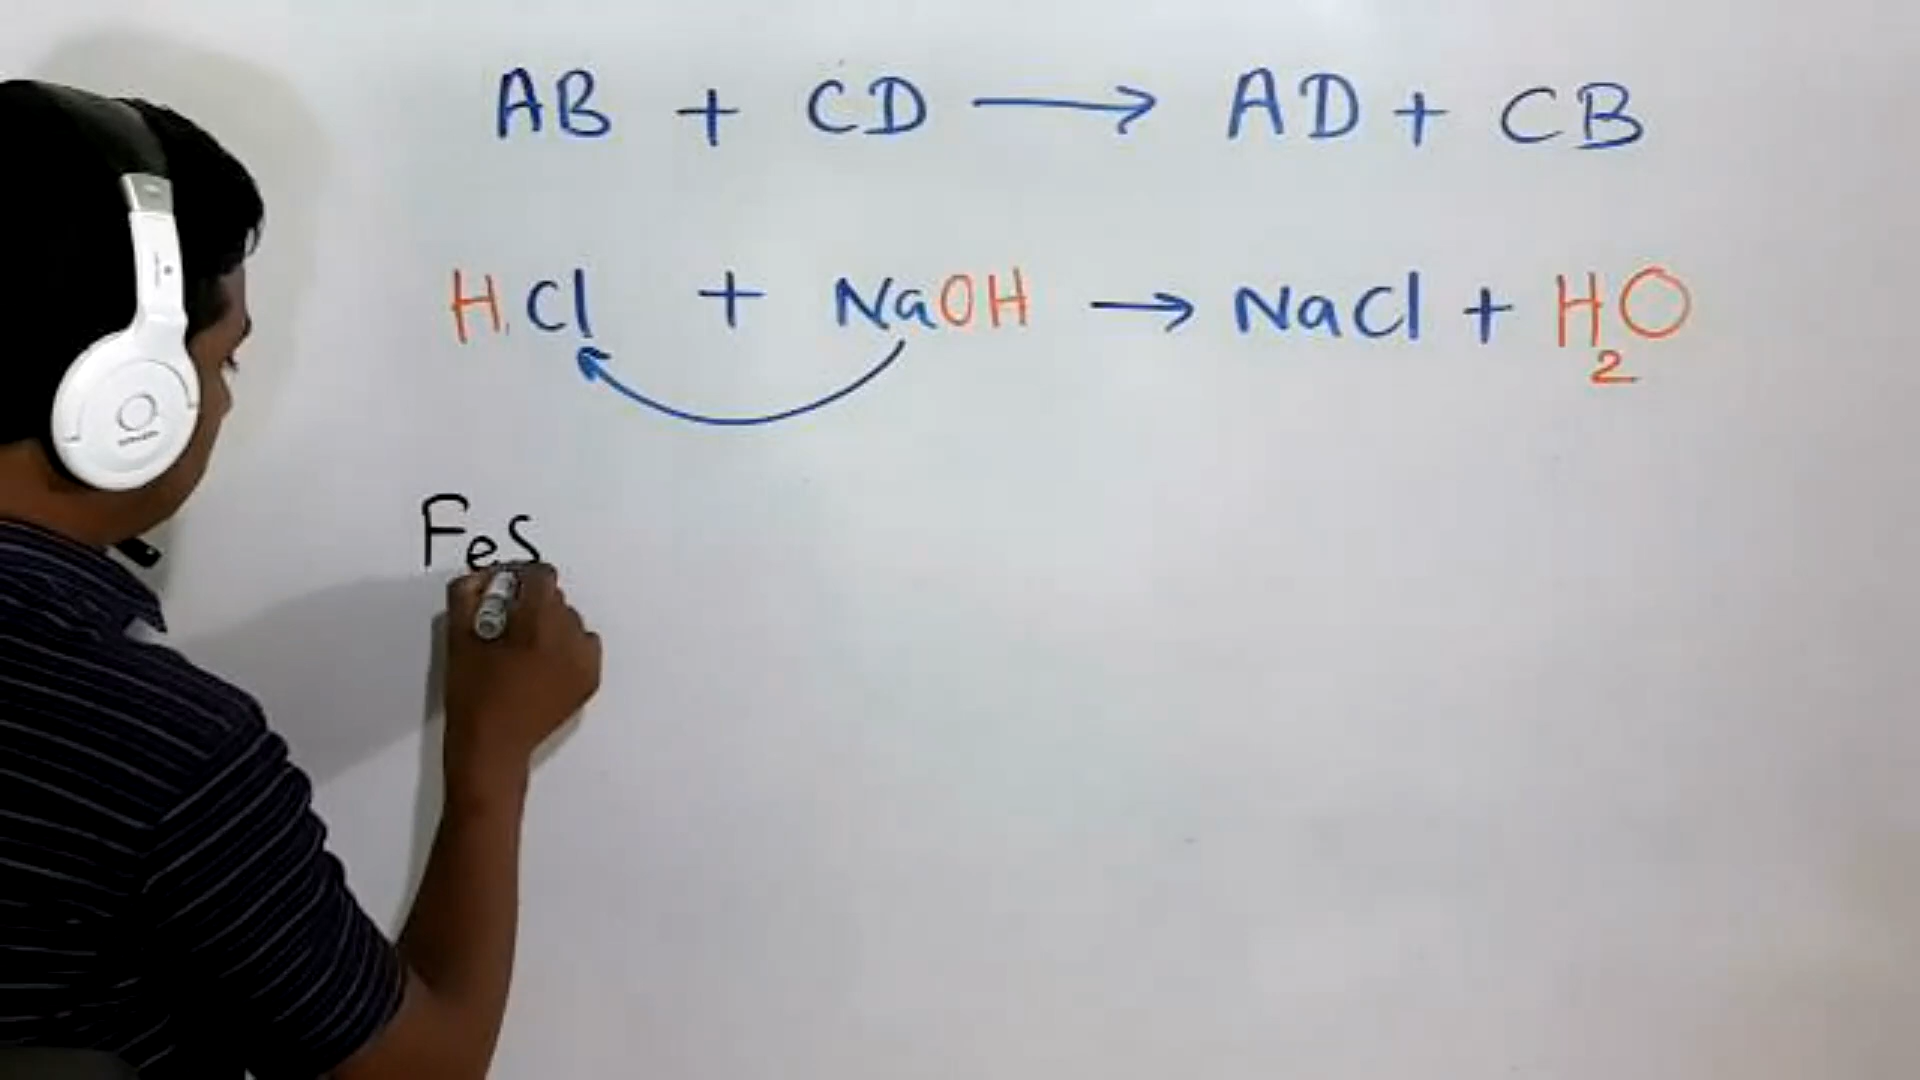 AB + CD → AD + CB
HCl + NaOH → NaCl + H₂O
FeS